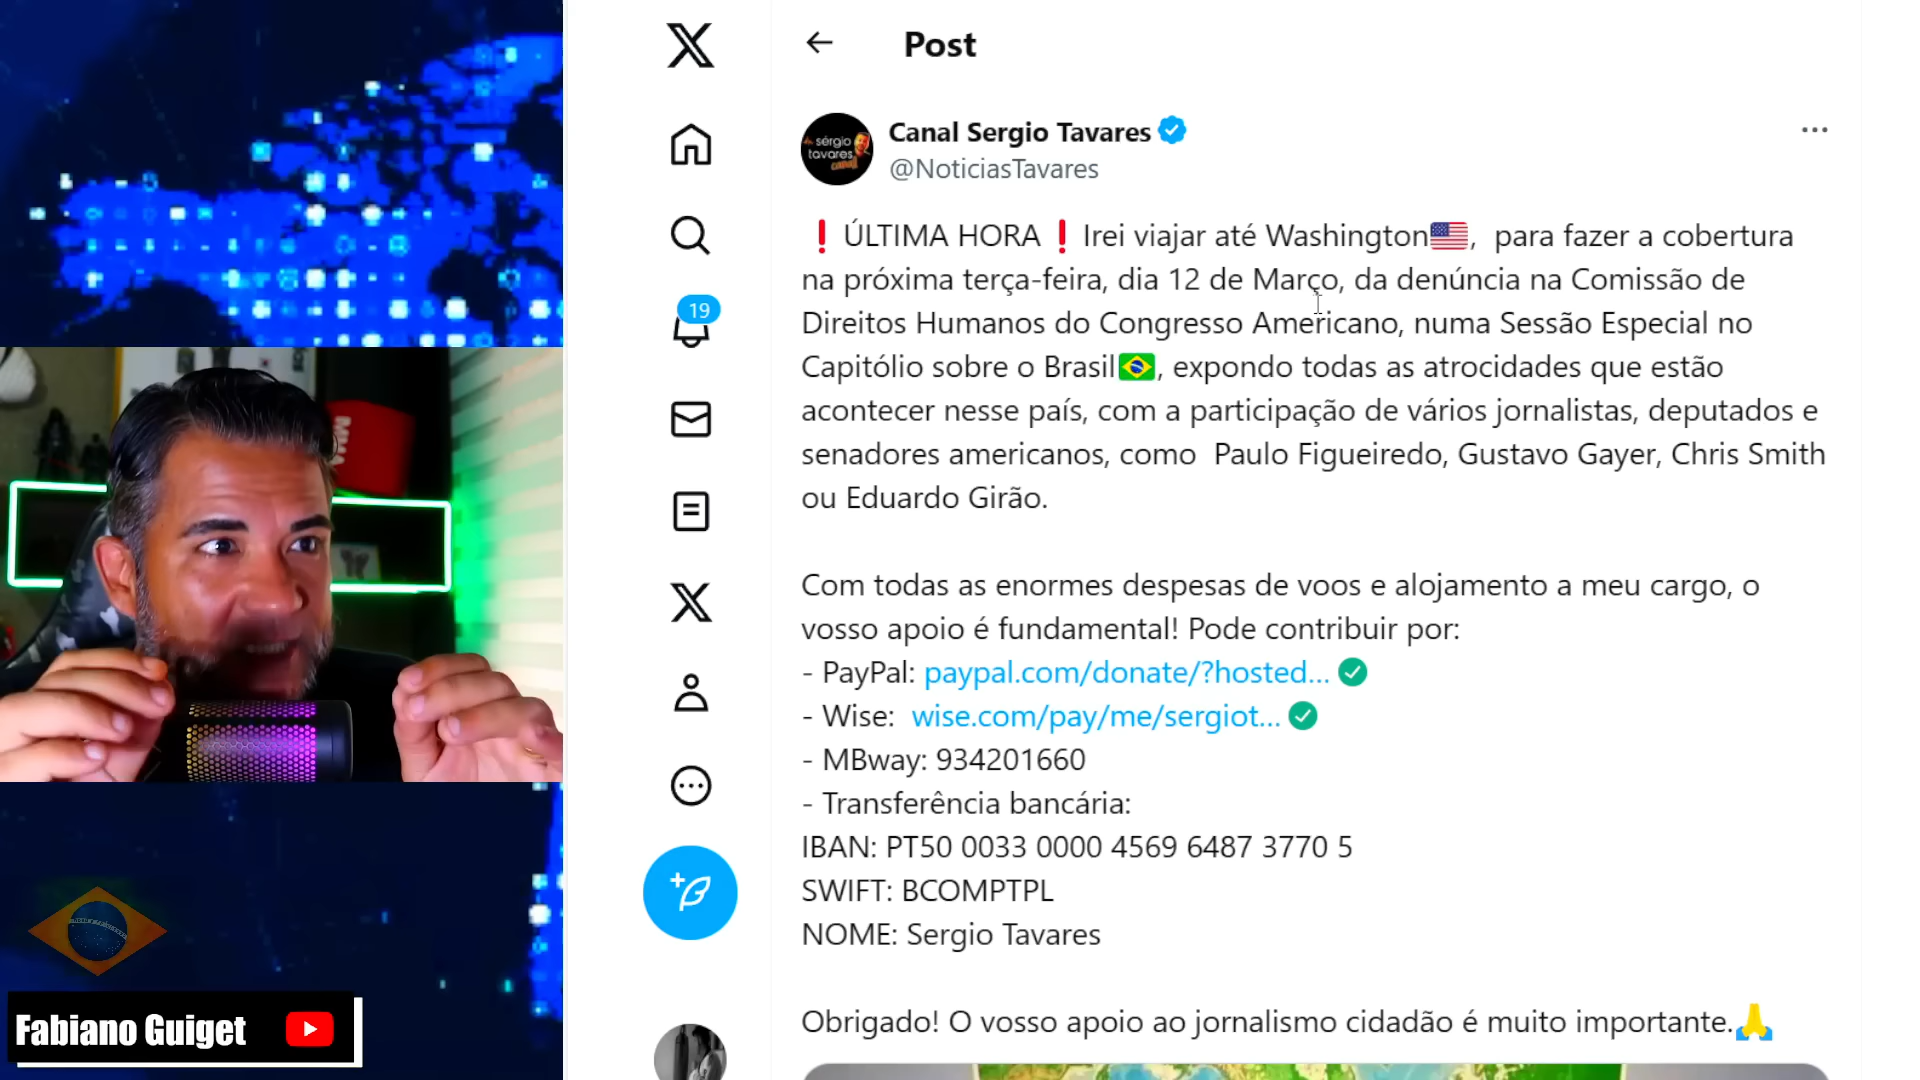 Post
Canal Sergio Tavares
@NoticiasTavares
sérgio
tavares
canal
❗ÚLTIMA HORA❗Irei viajar até Washington🇺🇸, para fazer a cobertura
na próxima terça-feira, dia 12 de Março, da denúncia na Comissão de
Direitos Humanos do Congresso Americano, numa Sessão Especial no
Capitólio sobre o Brasil🇧🇷, expondo todas as atrocidades que estão
acontecer nesse país, com a participação de vários jornalistas, deputados e
senadores americanos, como Paulo Figueiredo, Gustavo Gayer, Chris Smith
ou Eduardo Girão.
Com todas as enormes despesas de voos e alojamento a meu cargo, o
vosso apoio é fundamental! Pode contribuir por:
- PayPal: paypal.com/donate/?hosted...
- Wise: wise.com/pay/me/sergiot...
- MBway: 934201660
- Transferência bancária:
IBAN: PT50 0033 0000 4569 6487 3770 5
SWIFT: BCOMPTPL
NOME: Sergio Tavares
Obrigado! O vosso apoio ao jornalismo cidadão é muito importante.🙏
19
Fabiano Guiget